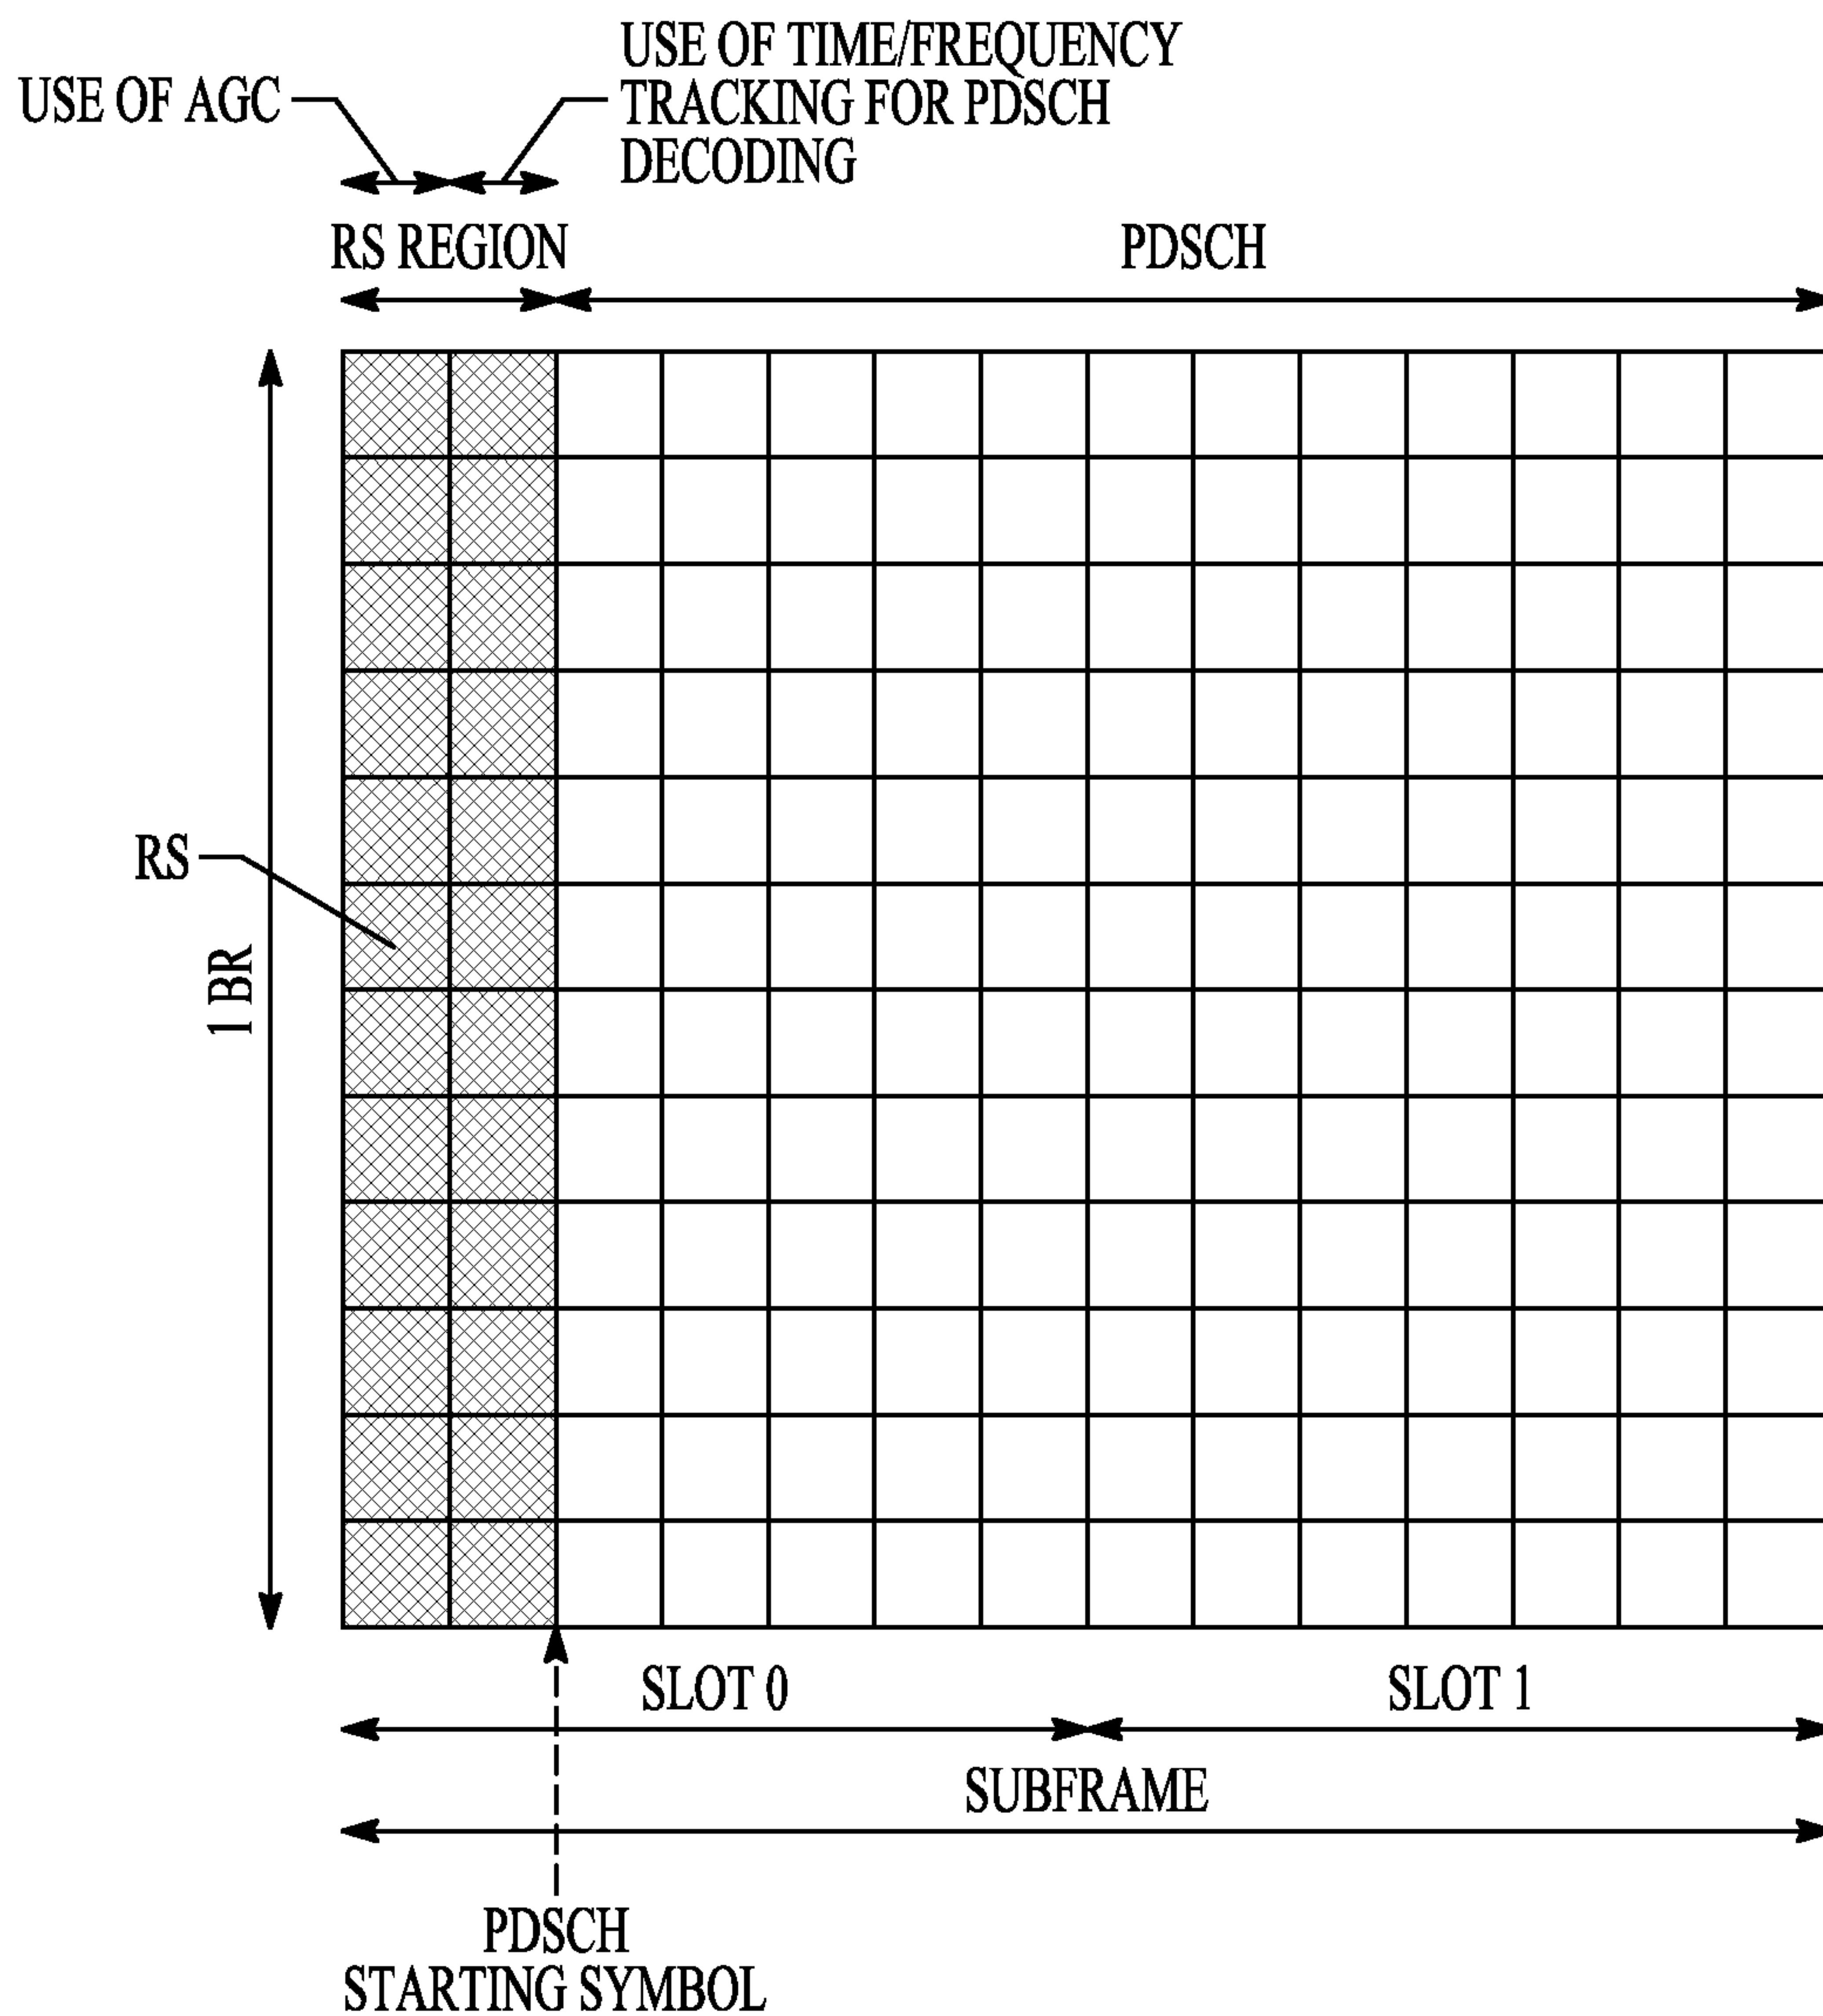 USE OF AGC
USE OF TIME/FREQUENCY
TRACKING FOR PDSCH
DECODING
RS REGION
PDSCH
RS
1 BR
SLOT 0
SLOT 1
SUBFRAME
PDSCH
STARTING SYMBOL